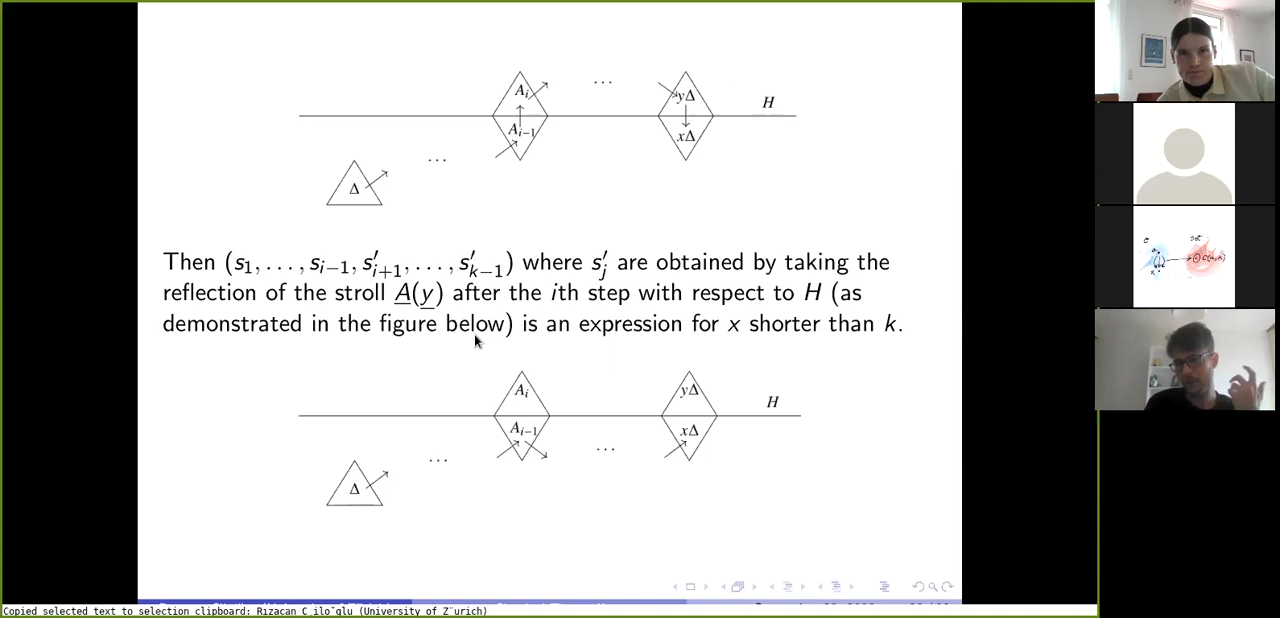 A_i
yΔ
H
A_{i−1}
xΔ
Δ
Then (s_1, . . . , s_{i−1}, s′_{i+1}, . . . , s′_{k−1}) where s′_j are obtained by taking the
reflection of the stroll A(y) after the ith step with respect to H (as
demonstrated in the figure below) is an expression for x shorter than k.
A_i
yΔ
H
A_{i−1}
xΔ
Δ
Copied selected text to selection clipboard: Rizacan C¸ilo˘glu (University of Z¨urich)